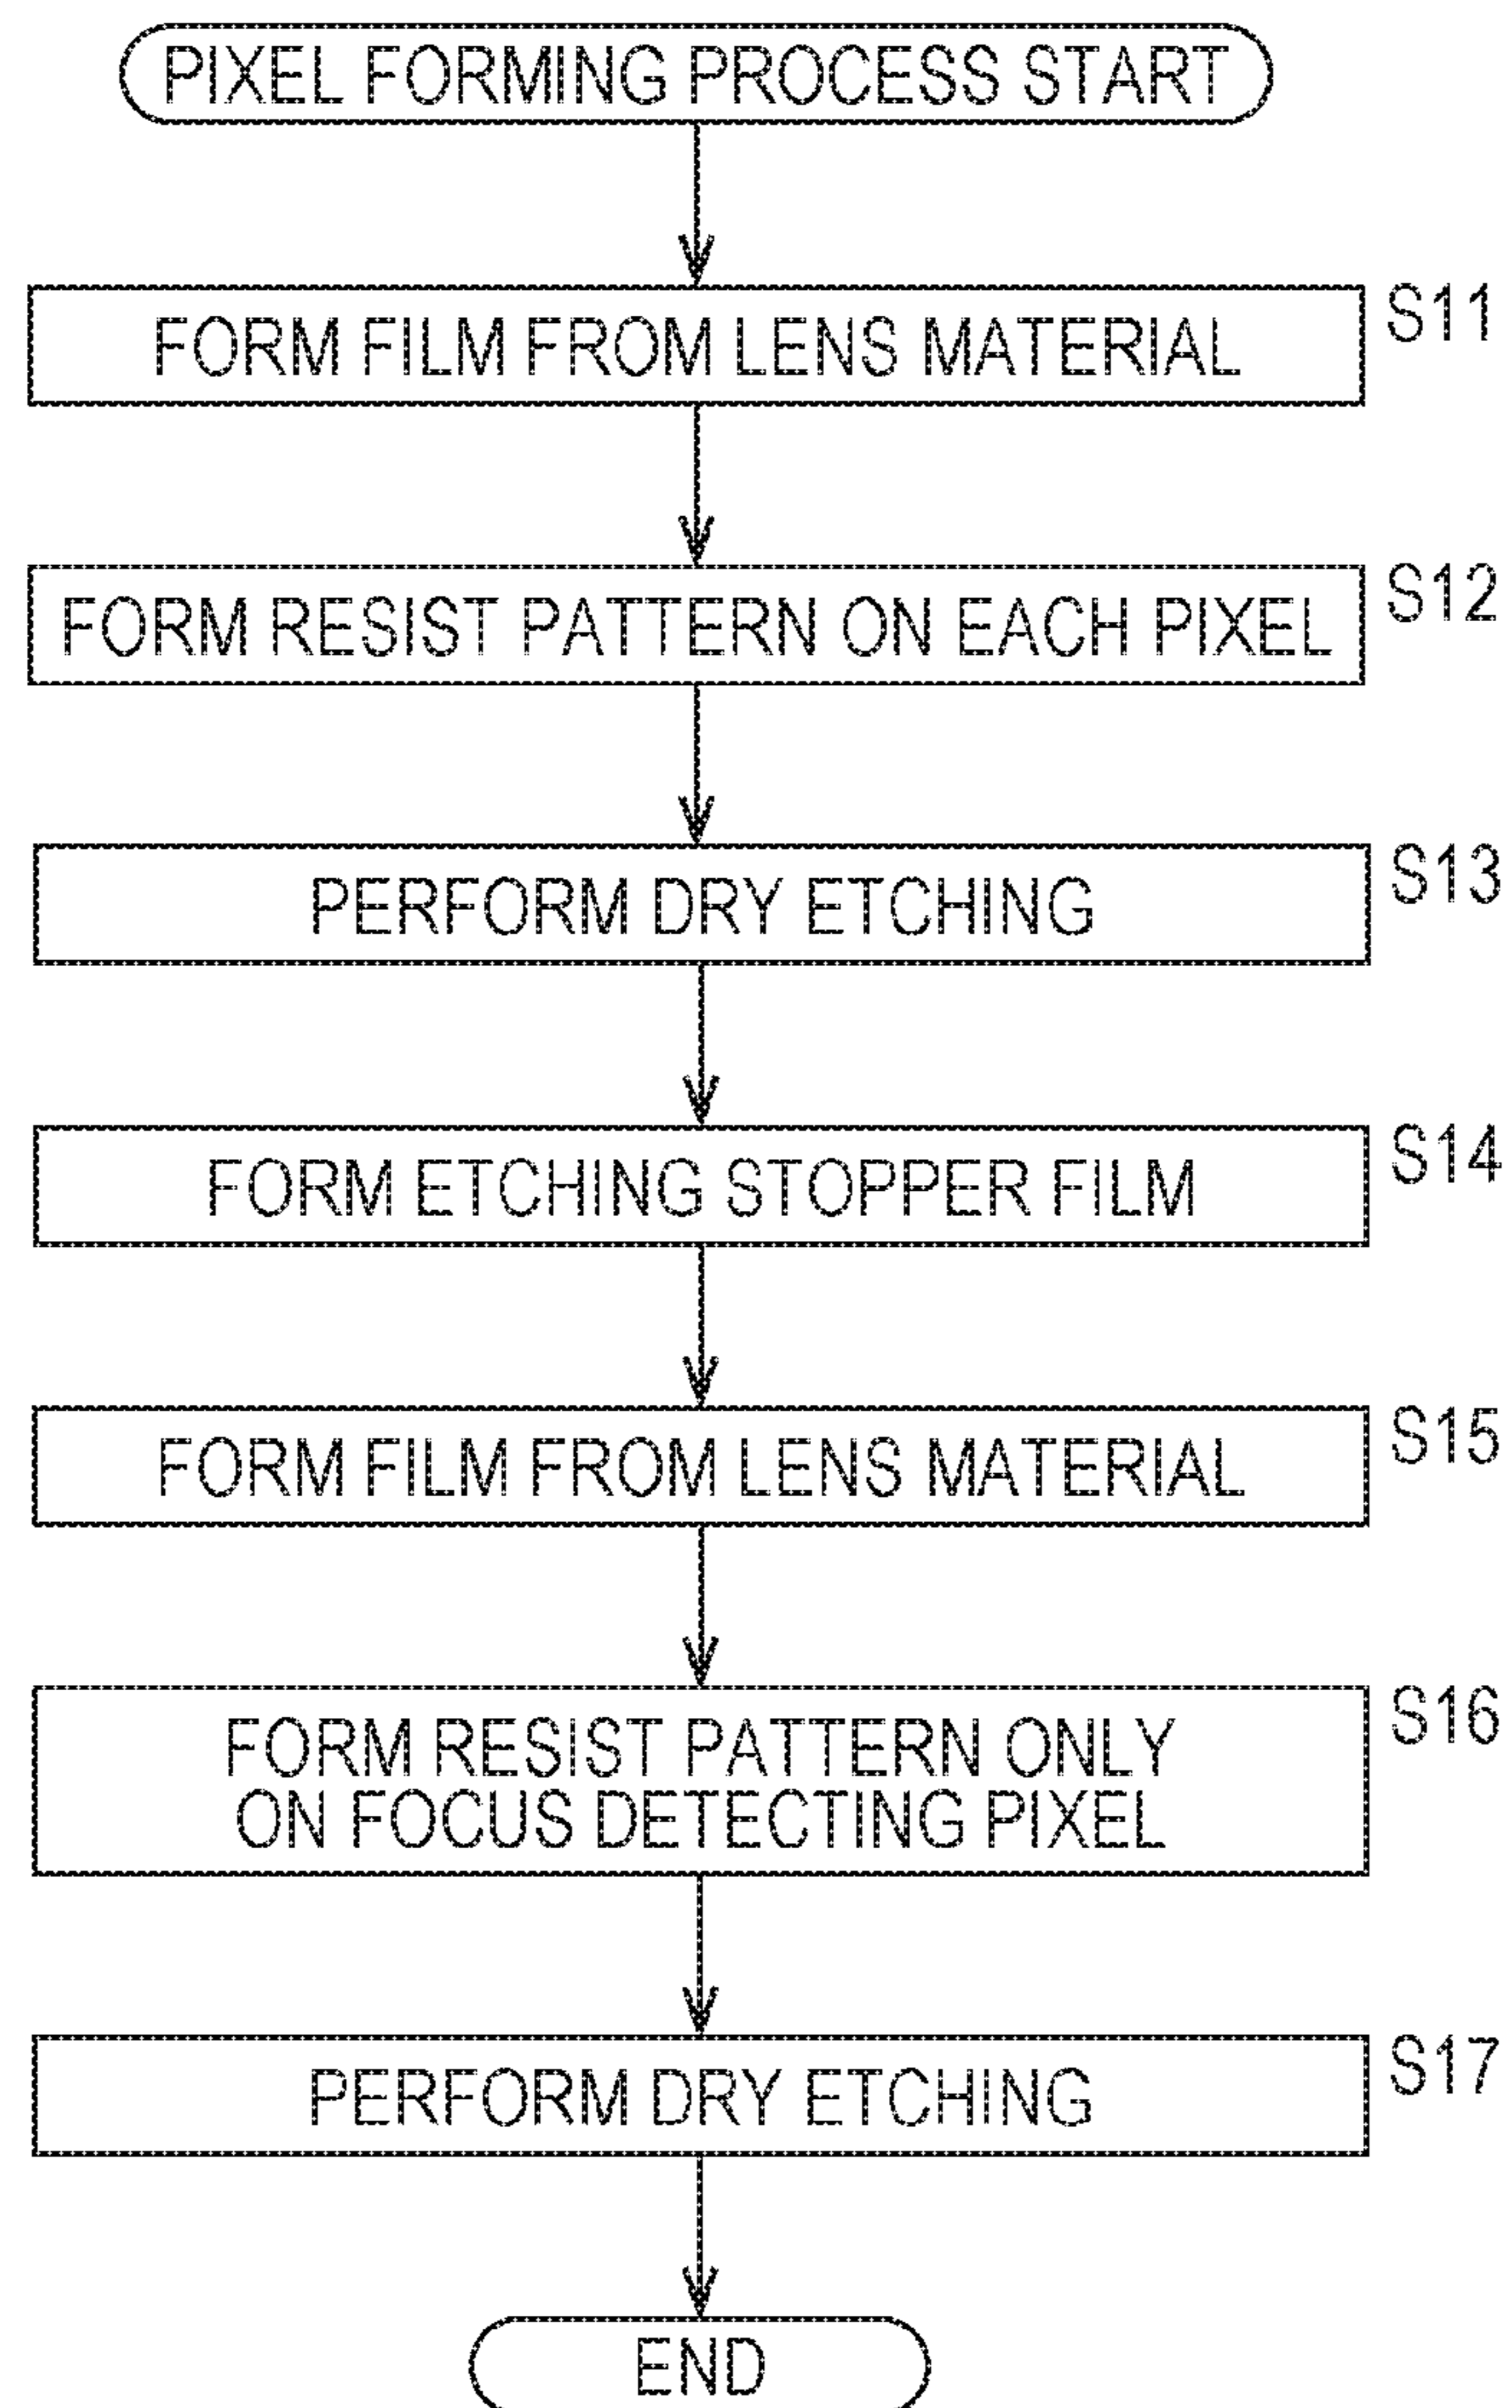 PIXEL FORMING PROCESS START
S11
FORM FILM FROM LENS MATERIAL
S12
FORM RESIST PATTERN ON EACH PIXEL
S13
PERFORM DRY ETCHING
S14
FORM ETCHING STOPPER FILM
S15
FORM FILM FROM LENS MATERIAL
S16
FORM RESIST PATTERN ONLY
ON FOCUS DETECTING PIXEL
S17
PERFORM DRY ETCHING
END